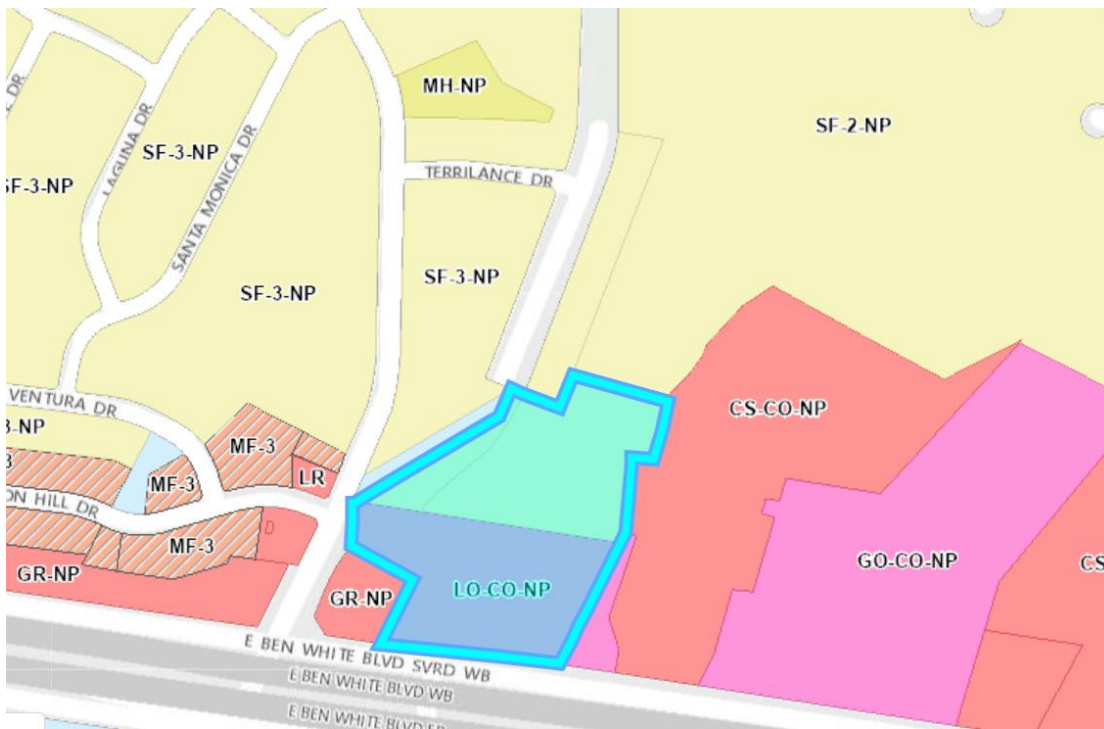 MH-NP
SF-2-NP
LAGUNA DR
SF-3-NP
TERRILANCE DR
SF-3-NP
SANTA MONICA DR
SF-3-NP
SF-3-NP
VENTURA DR
CS-CO-NP
3-NP
MF-3
LR
3
MF-3
ON HILL DR
MF-3
GO-CO-NP
CS
GR-NP
GR-NP
LO-CO-NP
E BEN WHITE BLVD SVRD WB
E BEN WHITE BLVD WB
E BEN WHITE BLVD
DR